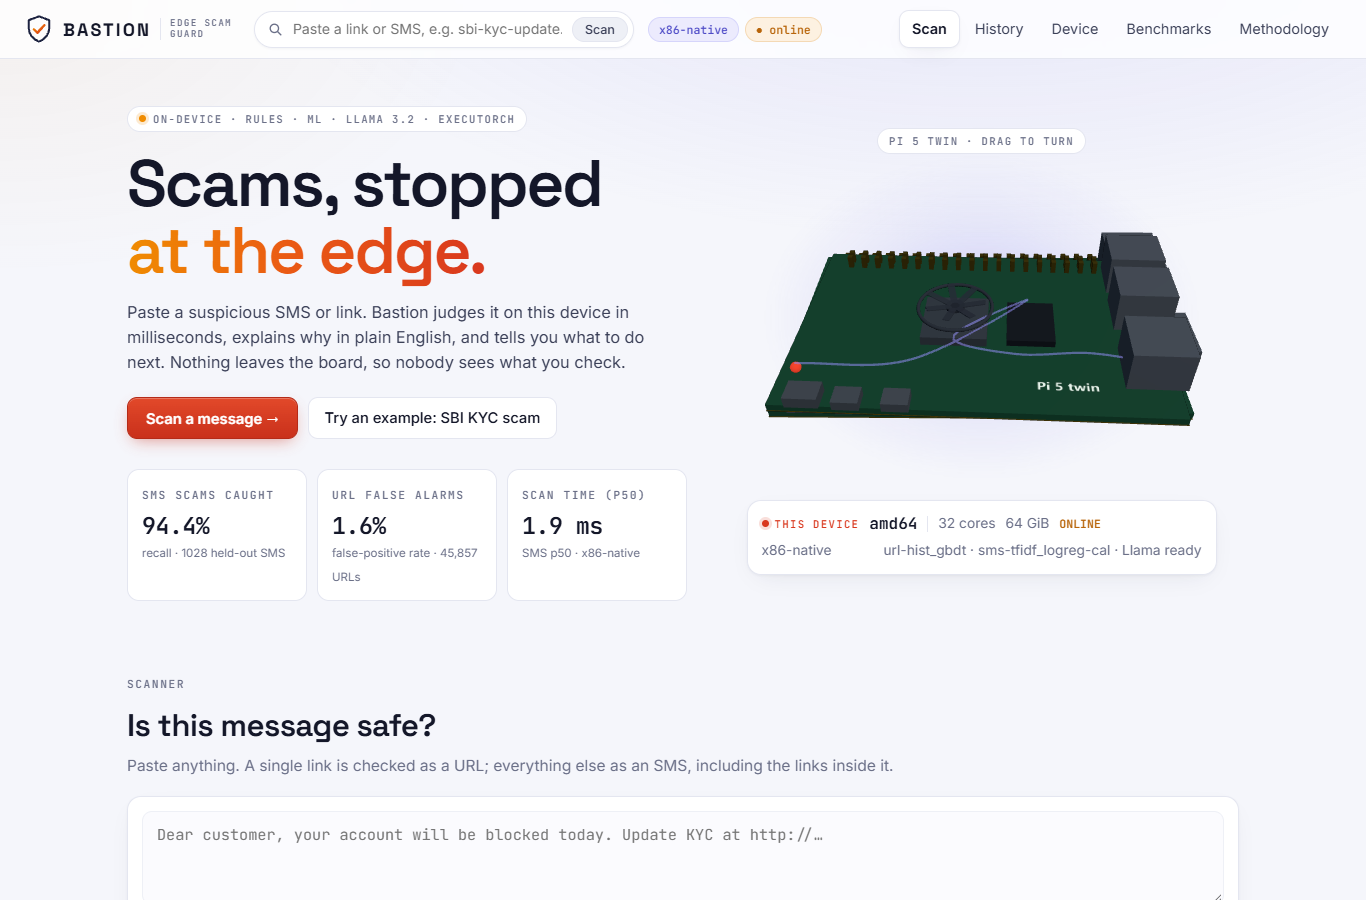 BASTION
EDGE SCAM
GUARD
Paste a link or SMS, e.g. sbi-kyc-update.
Scan
x86-native
● online
Scan
History
Device
Benchmarks
Methodology
ON-DEVICE · RULES · ML · LLAMA 3.2 · EXECUTORCH
Scams, stopped
at the edge.
Paste a suspicious SMS or link. Bastion judges it on this device in
milliseconds, explains why in plain English, and tells you what to do
next. Nothing leaves the board, so nobody sees what you check.
Scan a message →
Try an example: SBI KYC scam
SMS SCAMS CAUGHT
94.4%
recall · 1028 held-out SMS
URL FALSE ALARMS
1.6%
false-positive rate · 45,857
URLs
SCAN TIME (P50)
1.9 ms
SMS p50 · x86-native
PI 5 TWIN · DRAG TO TURN
Pi 5 twin
THIS DEVICE amd64 32 cores 64 GiB ONLINE
x86-native url-hist_gbdt · sms-tfidf_logreg-cal · Llama ready
SCANNER
Is this message safe?
Paste anything. A single link is checked as a URL; everything else as an SMS, including the links inside it.
Dear customer, your account will be blocked today. Update KYC at http://…